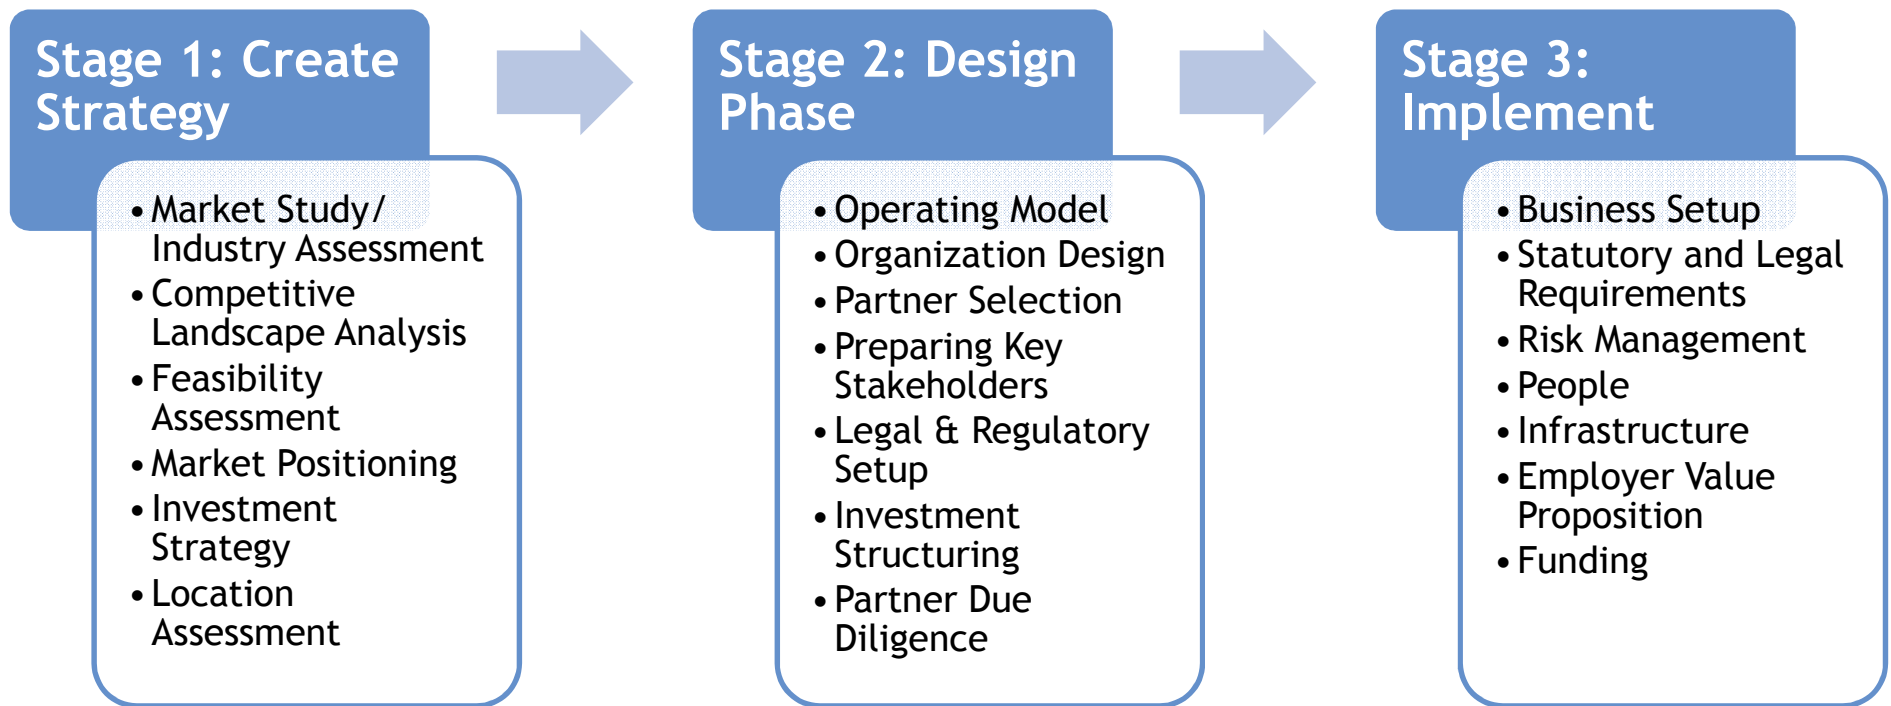 Stage 1: Create
Strategy
• Market Study/
Industry Assessment
• Competitive
Landscape Analysis
• Feasibility
Assessment
• Market Positioning
• Investment
Strategy
• Location
Assessment
Stage 2: Design
Phase
• Operating Model
• Organization Design
• Partner Selection
• Preparing Key
Stakeholders
• Legal & Regulatory
Setup
• Investment
Structuring
• Partner Due
Diligence
Stage 3:
Implement
• Business Setup
• Statutory and Legal
Requirements
• Risk Management
• People
• Infrastructure
• Employer Value
Proposition
• Funding